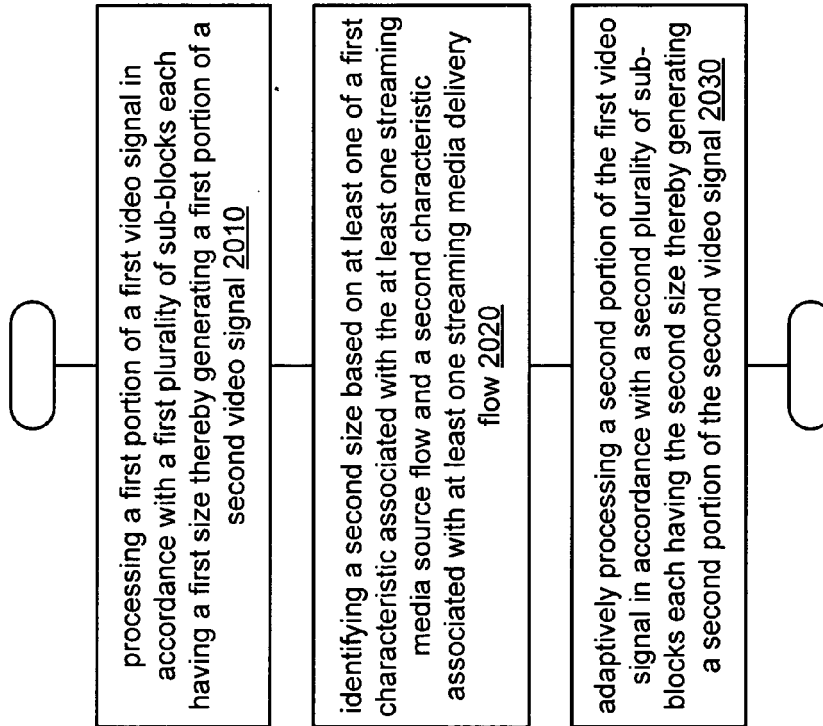 processing a first portion of a first video signal in
accordance with a first plurality of sub-blocks each
having a first size thereby generating a first portion of a
second video signal 2010
identifying a second size based on at least one of a first
characteristic associated with the at least one streaming
media source flow and a second characteristic
associated with at least one streaming media delivery
flow 2020
adaptively processing a second portion of the first video
signal in accordance with a second plurality of sub-
blocks each having the second size thereby generating
a second portion of the second video signal 2030